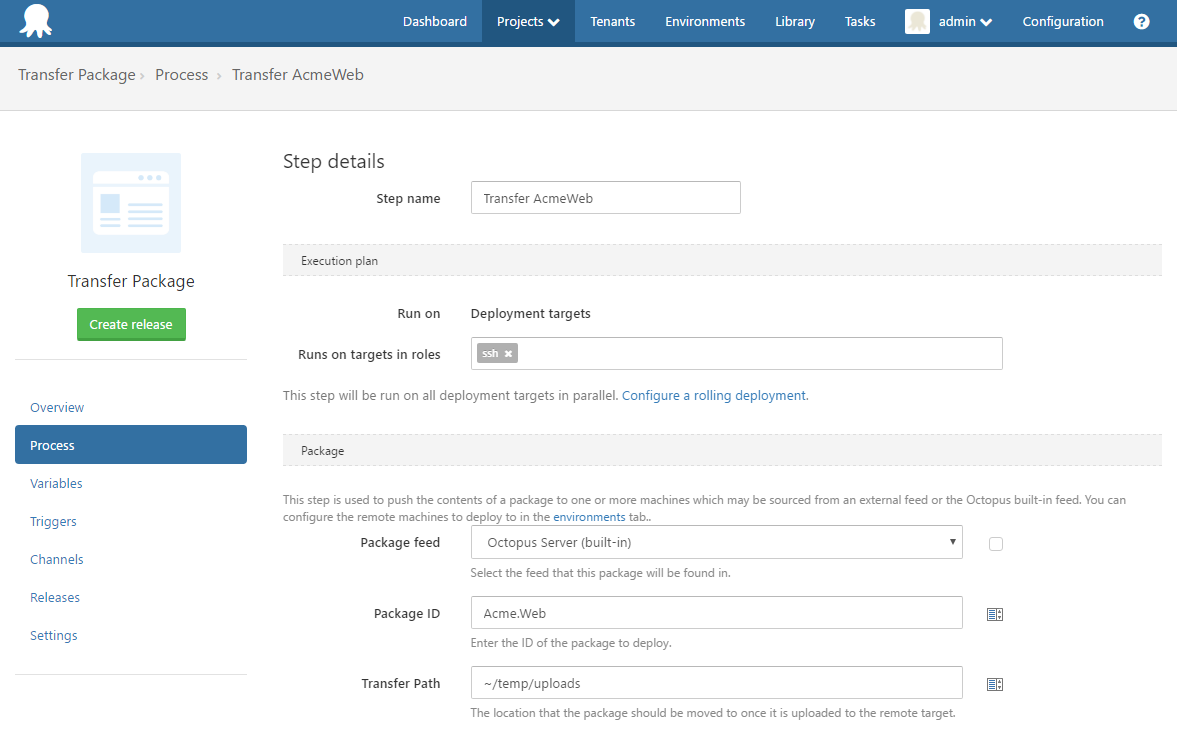 Dashboard Projects Tenants Environments Library Tasks admin Configuration ?
Transfer Package › Process › Transfer AcmeWeb
Transfer Package
Create release
Overview
Process
Variables
Triggers
Channels
Releases
Settings
Step details
Step name Transfer AcmeWeb
Execution plan
Run on Deployment targets
Runs on targets in roles ssh ×
This step will be run on all deployment targets in parallel. Configure a rolling deployment.
Package
This step is used to push the contents of a package to one or more machines which may be sourced from an external feed or the Octopus built-in feed. You can
configure the remote machines to deploy to in the environments tab..
Package feed Octopus Server (built-in)
Select the feed that this package will be found in.
Package ID Acme.Web
Enter the ID of the package to deploy.
Transfer Path ~/temp/uploads
The location that the package should be moved to once it is uploaded to the remote target.